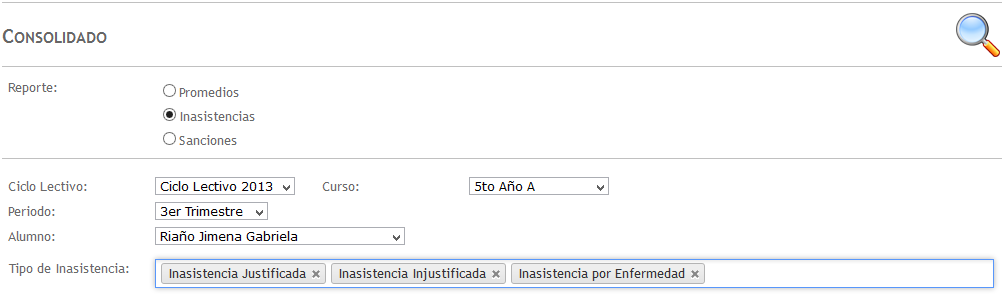 CONSOLIDADO
Reporte:
Promedios
Inasistencias
Sanciones
Ciclo Lectivo: Ciclo Lectivo 2013 Curso: 5to Año A
Periodo: 3er Trimestre
Alumno: Riaño Jimena Gabriela
Tipo de Inasistencia: Inasistencia Justificada × Inasistencia Injustificada × Inasistencia por Enfermedad ×